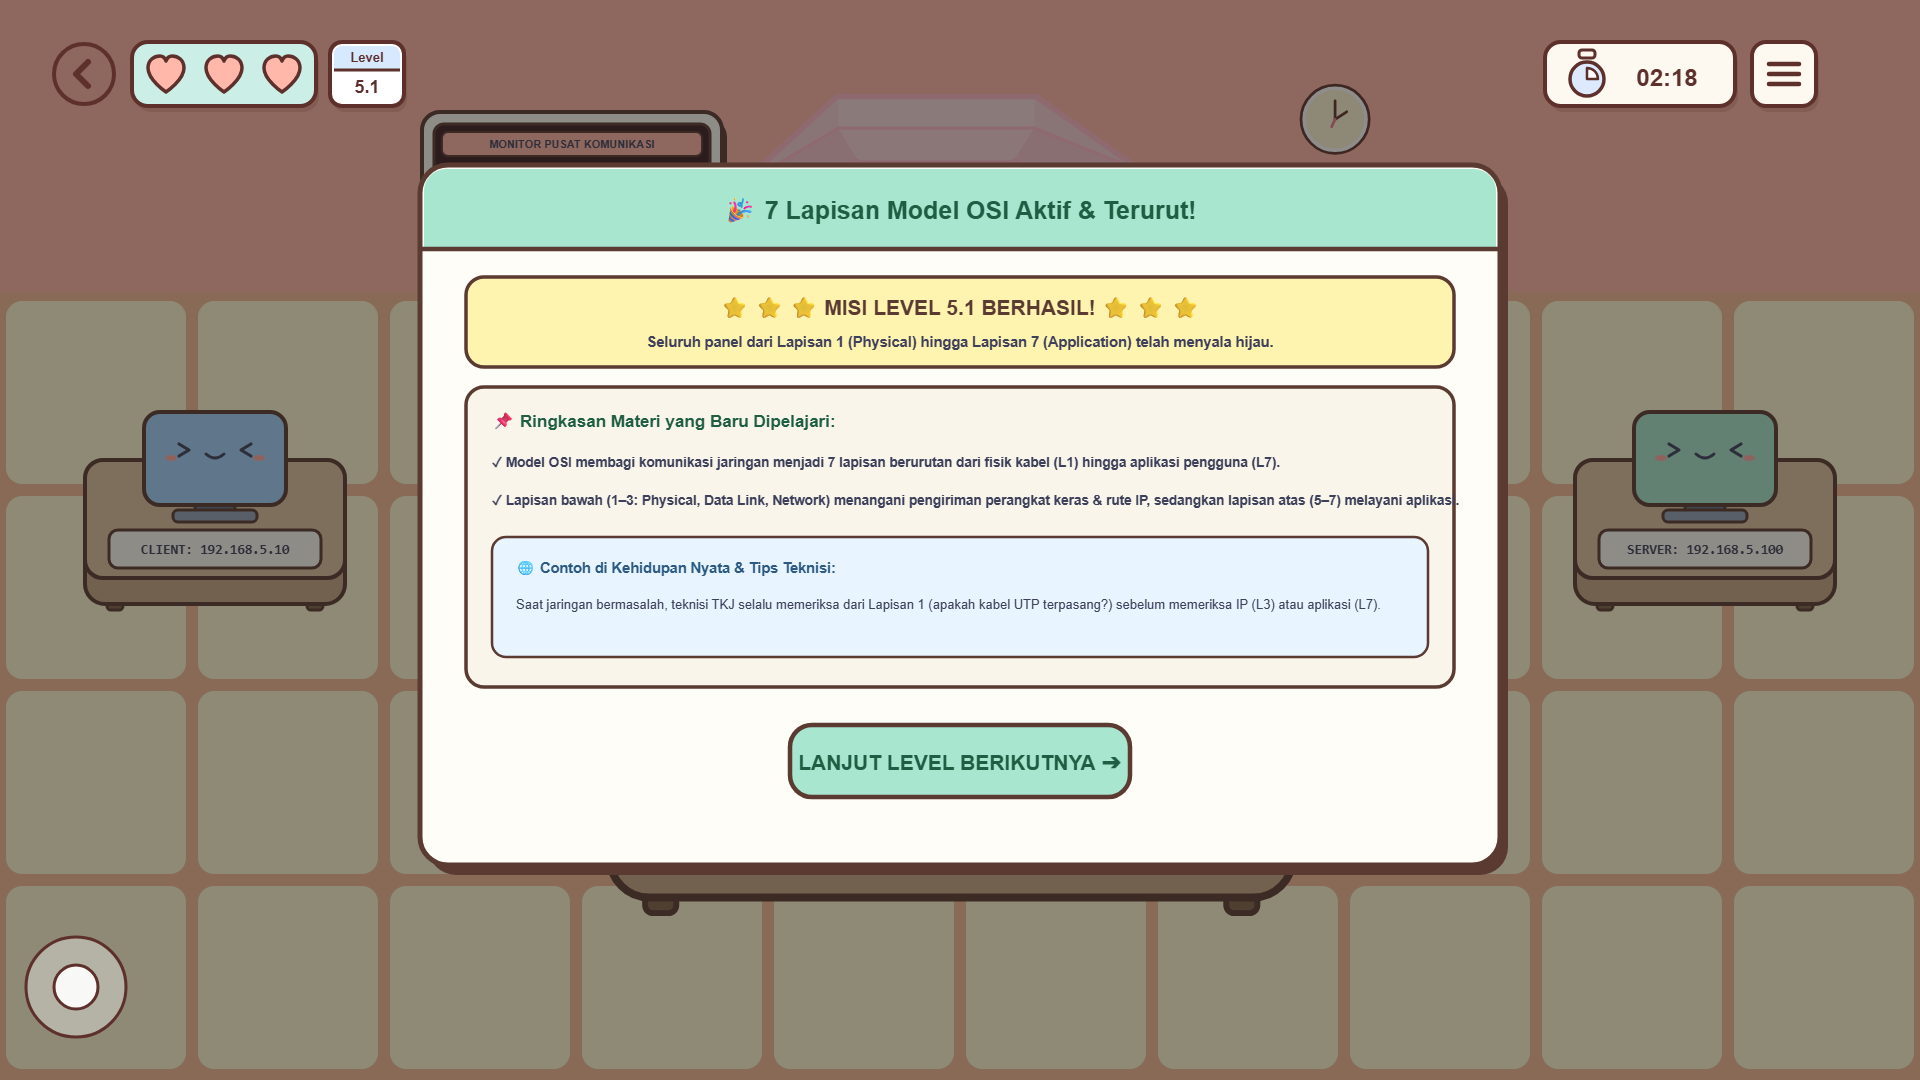 Level
5.1
02:18
MONITOR PUSAT KOMUNIKASI
7 Lapisan Model OSI Aktif & Terurut!
MISI LEVEL 5.1 BERHASIL!
Seluruh panel dari Lapisan 1 (Physical) hingga Lapisan 7 (Application) telah menyala hijau.
Ringkasan Materi yang Baru Dipelajari:
✓ Model OSI membagi komunikasi jaringan menjadi 7 lapisan berurutan dari fisik kabel (L1) hingga aplikasi pengguna (L7).
✓ Lapisan bawah (1–3: Physical, Data Link, Network) menangani pengiriman perangkat keras & rute IP, sedangkan lapisan atas (5–7) melayani aplikasi.
Contoh di Kehidupan Nyata & Tips Teknisi:
Saat jaringan bermasalah, teknisi TKJ selalu memeriksa dari Lapisan 1 (apakah kabel UTP terpasang?) sebelum memeriksa IP (L3) atau aplikasi (L7).
CLIENT: 192.168.5.10
SERVER: 192.168.5.100
LANJUT LEVEL BERIKUTNYA ➔